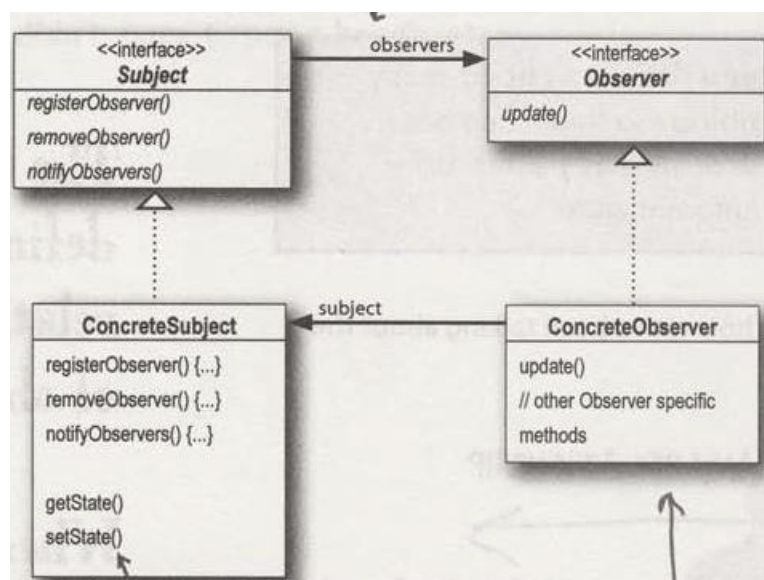 <<interface>>
Subject
registerObserver()
removeObserver()
notifyObservers()
observers
<<interface>>
Observer
update()
ConcreteSubject
registerObserver() {...}
removeObserver() {...}
notifyObservers() {...}
getState()
setState()
subject
ConcreteObserver
update()
// other Observer specific
methods